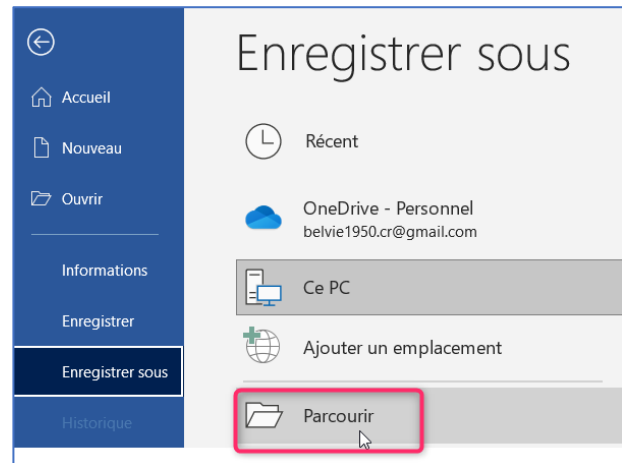 Enregistrer sous
Accueil
Nouveau
Ouvrir
Informations
Enregistrer
Enregistrer sous
Historique
Récent
OneDrive - Personnel
belvie1950.cr@gmail.com
Ce PC
Ajouter un emplacement
Parcourir